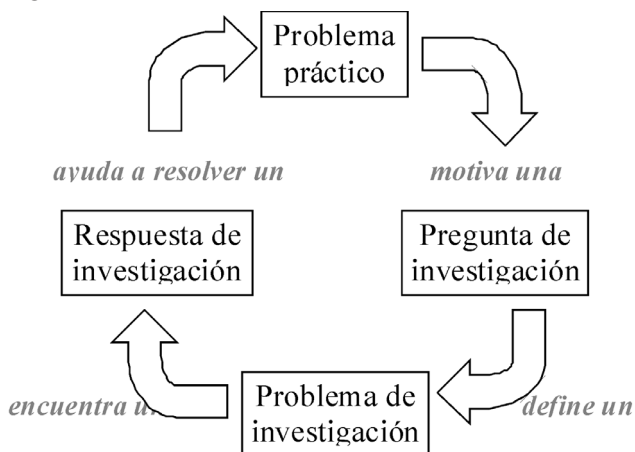 Problema
práctico
ayuda a resolver un
motiva una
Respuesta de
investigación
Pregunta de
investigación
encuentra
define un
Problema de
investigación